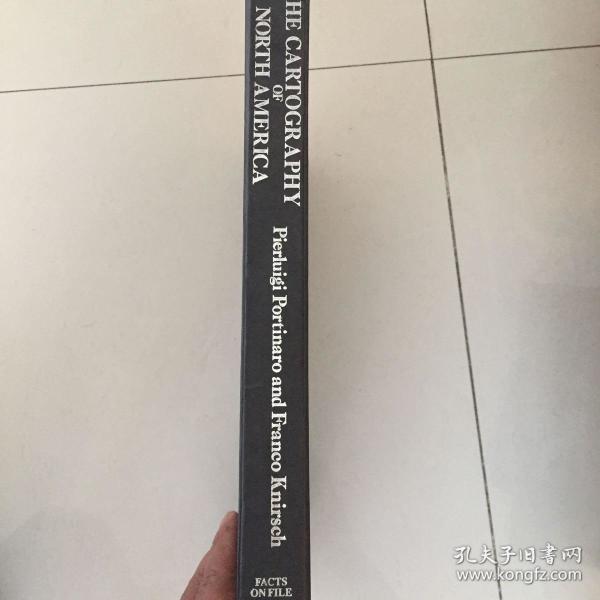 HE CARTOGRAPHY
OF
NORTH AMERICA
Pierluigi Portinaro and Franco Knirsch
FACTS
ON FILE
孔夫子旧书网
www.kongfz.com